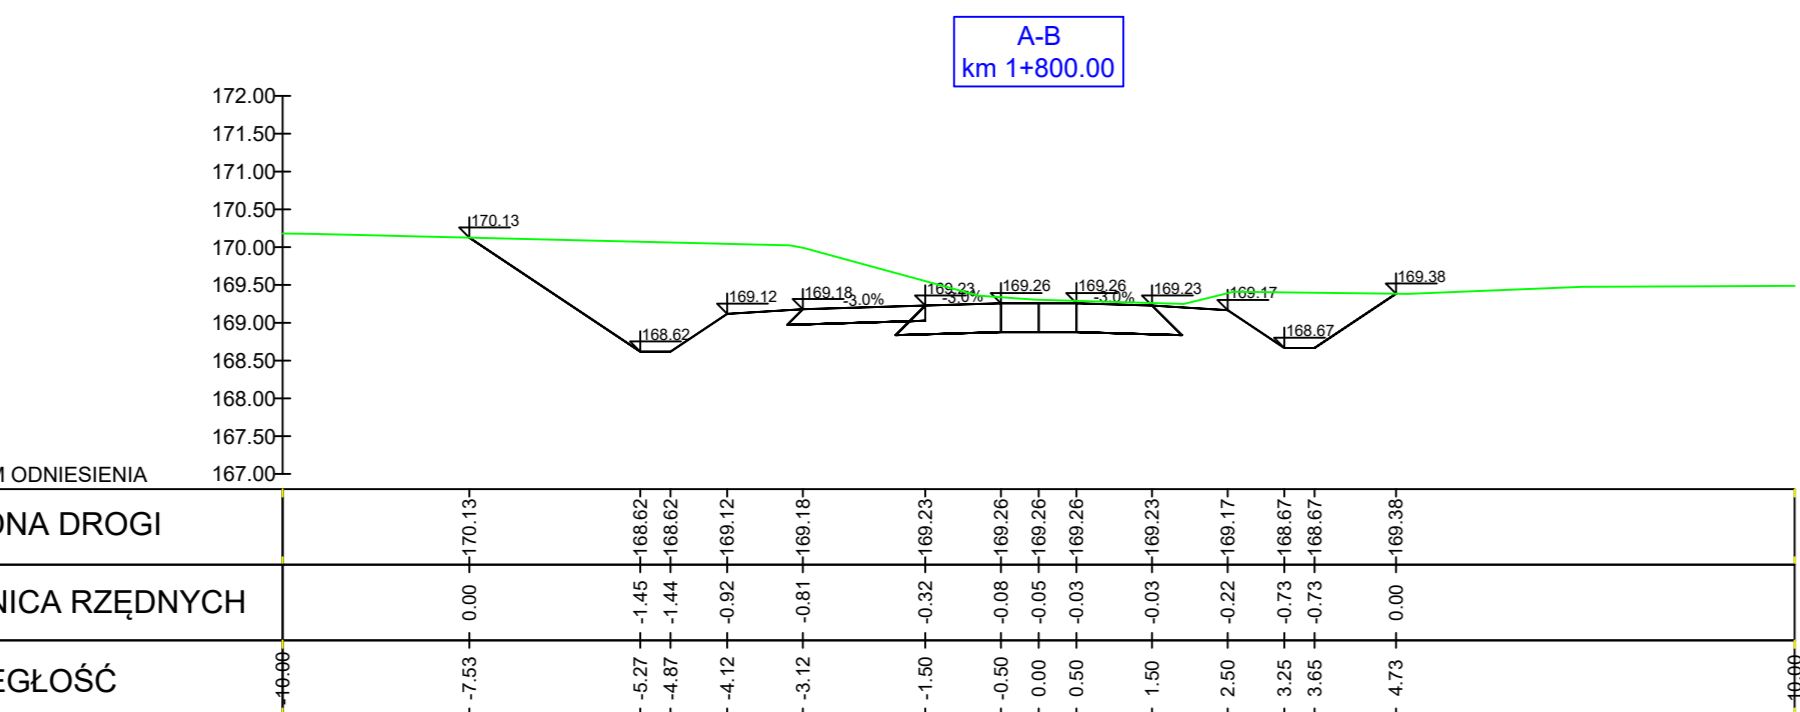 A-B
km 1+800.00
172.00
171.50
171.00
170.50
170.00
169.50
169.00
168.50
168.00
167.50
167.00
170.13
168.62
169.12
169.18
-3.0%
169.23
-3.0%
169.26
169.26
-3.0%
169.23
169.17
168.67
169.38
M ODNIESIENIA
ONA DROGI
170.13 168.62 168.62 169.12 169.18 169.23 169.26 169.26 169.26 169.23 169.17 168.67 168.67 169.38
NICA RZĘDNYCH
0.00 -1.45 -1.44 -0.92 -0.81 -0.32 -0.08 -0.05 -0.03 -0.03 -0.22 -0.73 -0.73 0.00
EGŁOŚĆ
-10.00 -7.53 -5.27 -4.87 -4.12 -3.12 -1.50 -0.50 0.00 0.50 1.50 2.50 3.25 3.65 4.73 10.00